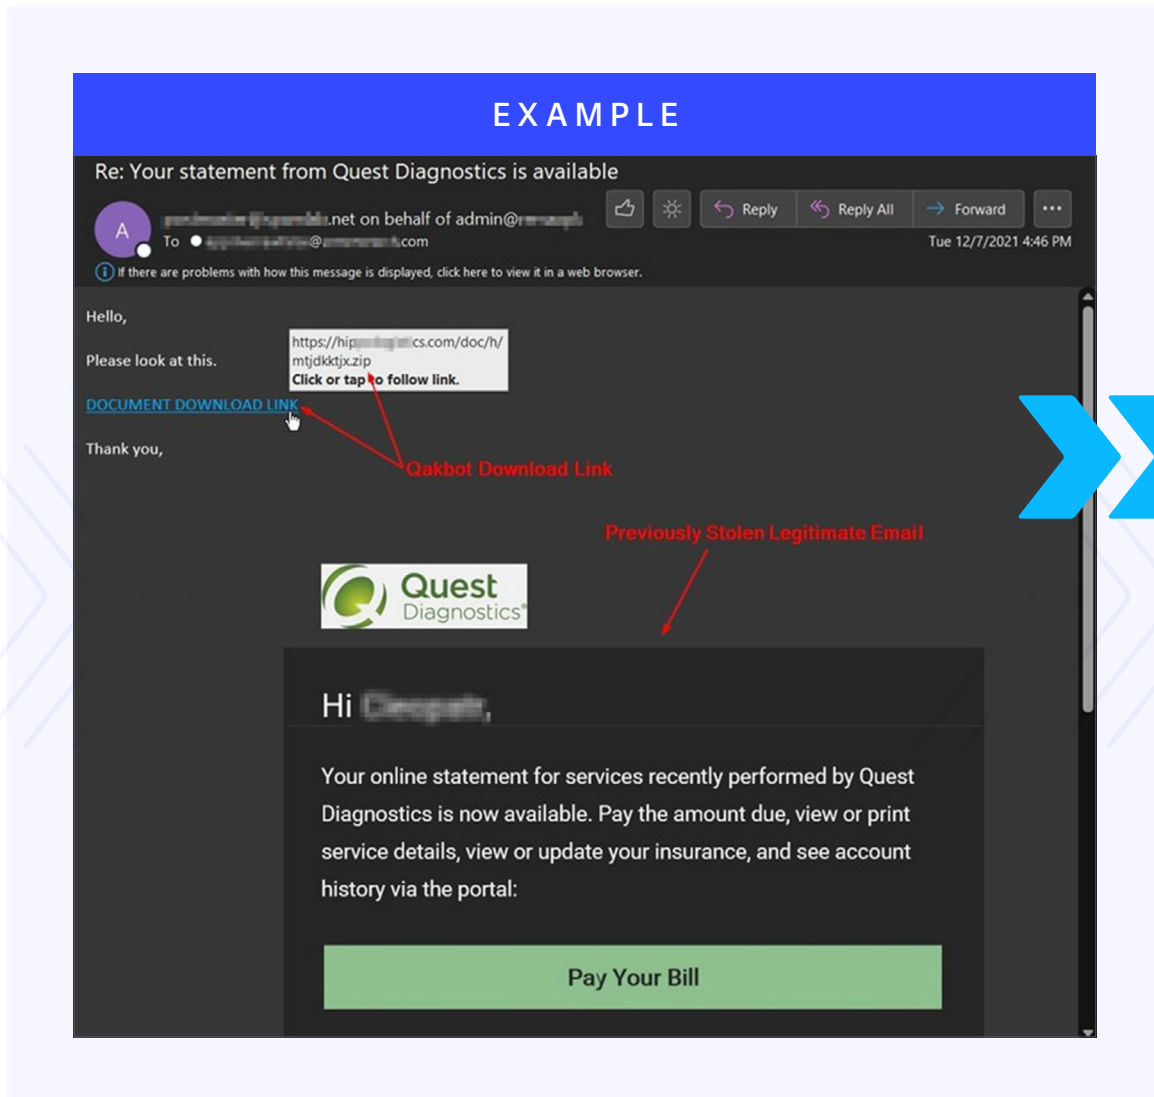 EXAMPLE
Re: Your statement from Quest Diagnostics is available
A
.net on behalf of admin@
Reply
Reply All
Forward
To @ .com
Tue 12/7/2021 4:46 PM
If there are problems with how this message is displayed, click here to view it in a web browser.
Hello,
https://hip cs.com/doc/h/
mtjdkktjx.zip
Click or tap to follow link.
Please look at this.
DOCUMENT DOWNLOAD LINK
Thank you,
Qakbot Download Link
Previously Stolen Legitimate Email
Quest
Diagnostics®
Hi ,
Your online statement for services recently performed by Quest
Diagnostics is now available. Pay the amount due, view or print
service details, view or update your insurance, and see account
history via the portal:
Pay Your Bill